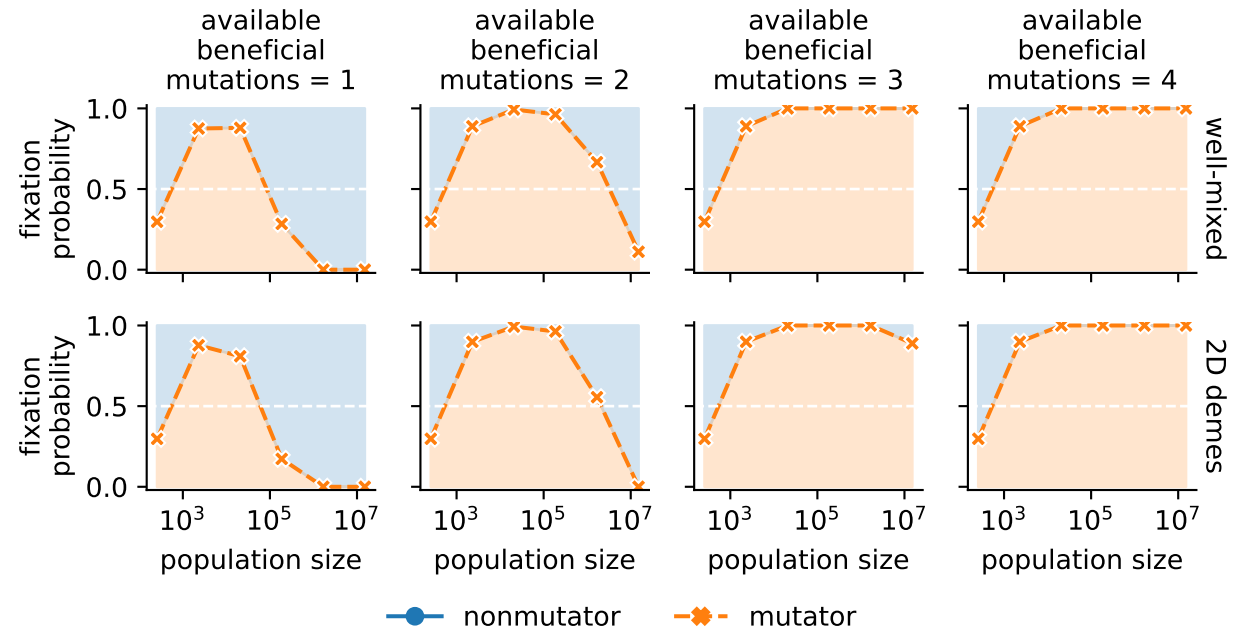 available
beneficial
mutations = 1
available
beneficial
mutations = 2
available
beneficial
mutations = 3
available
beneficial
mutations = 4
fixation
probability
1.0
0.5
0.0
well-mixed
fixation
probability
1.0
0.5
0.0
2D demes
10³ 10⁵ 10⁷
10³ 10⁵ 10⁷
10³ 10⁵ 10⁷
10³ 10⁵ 10⁷
population size
population size
population size
population size
nonmutator mutator